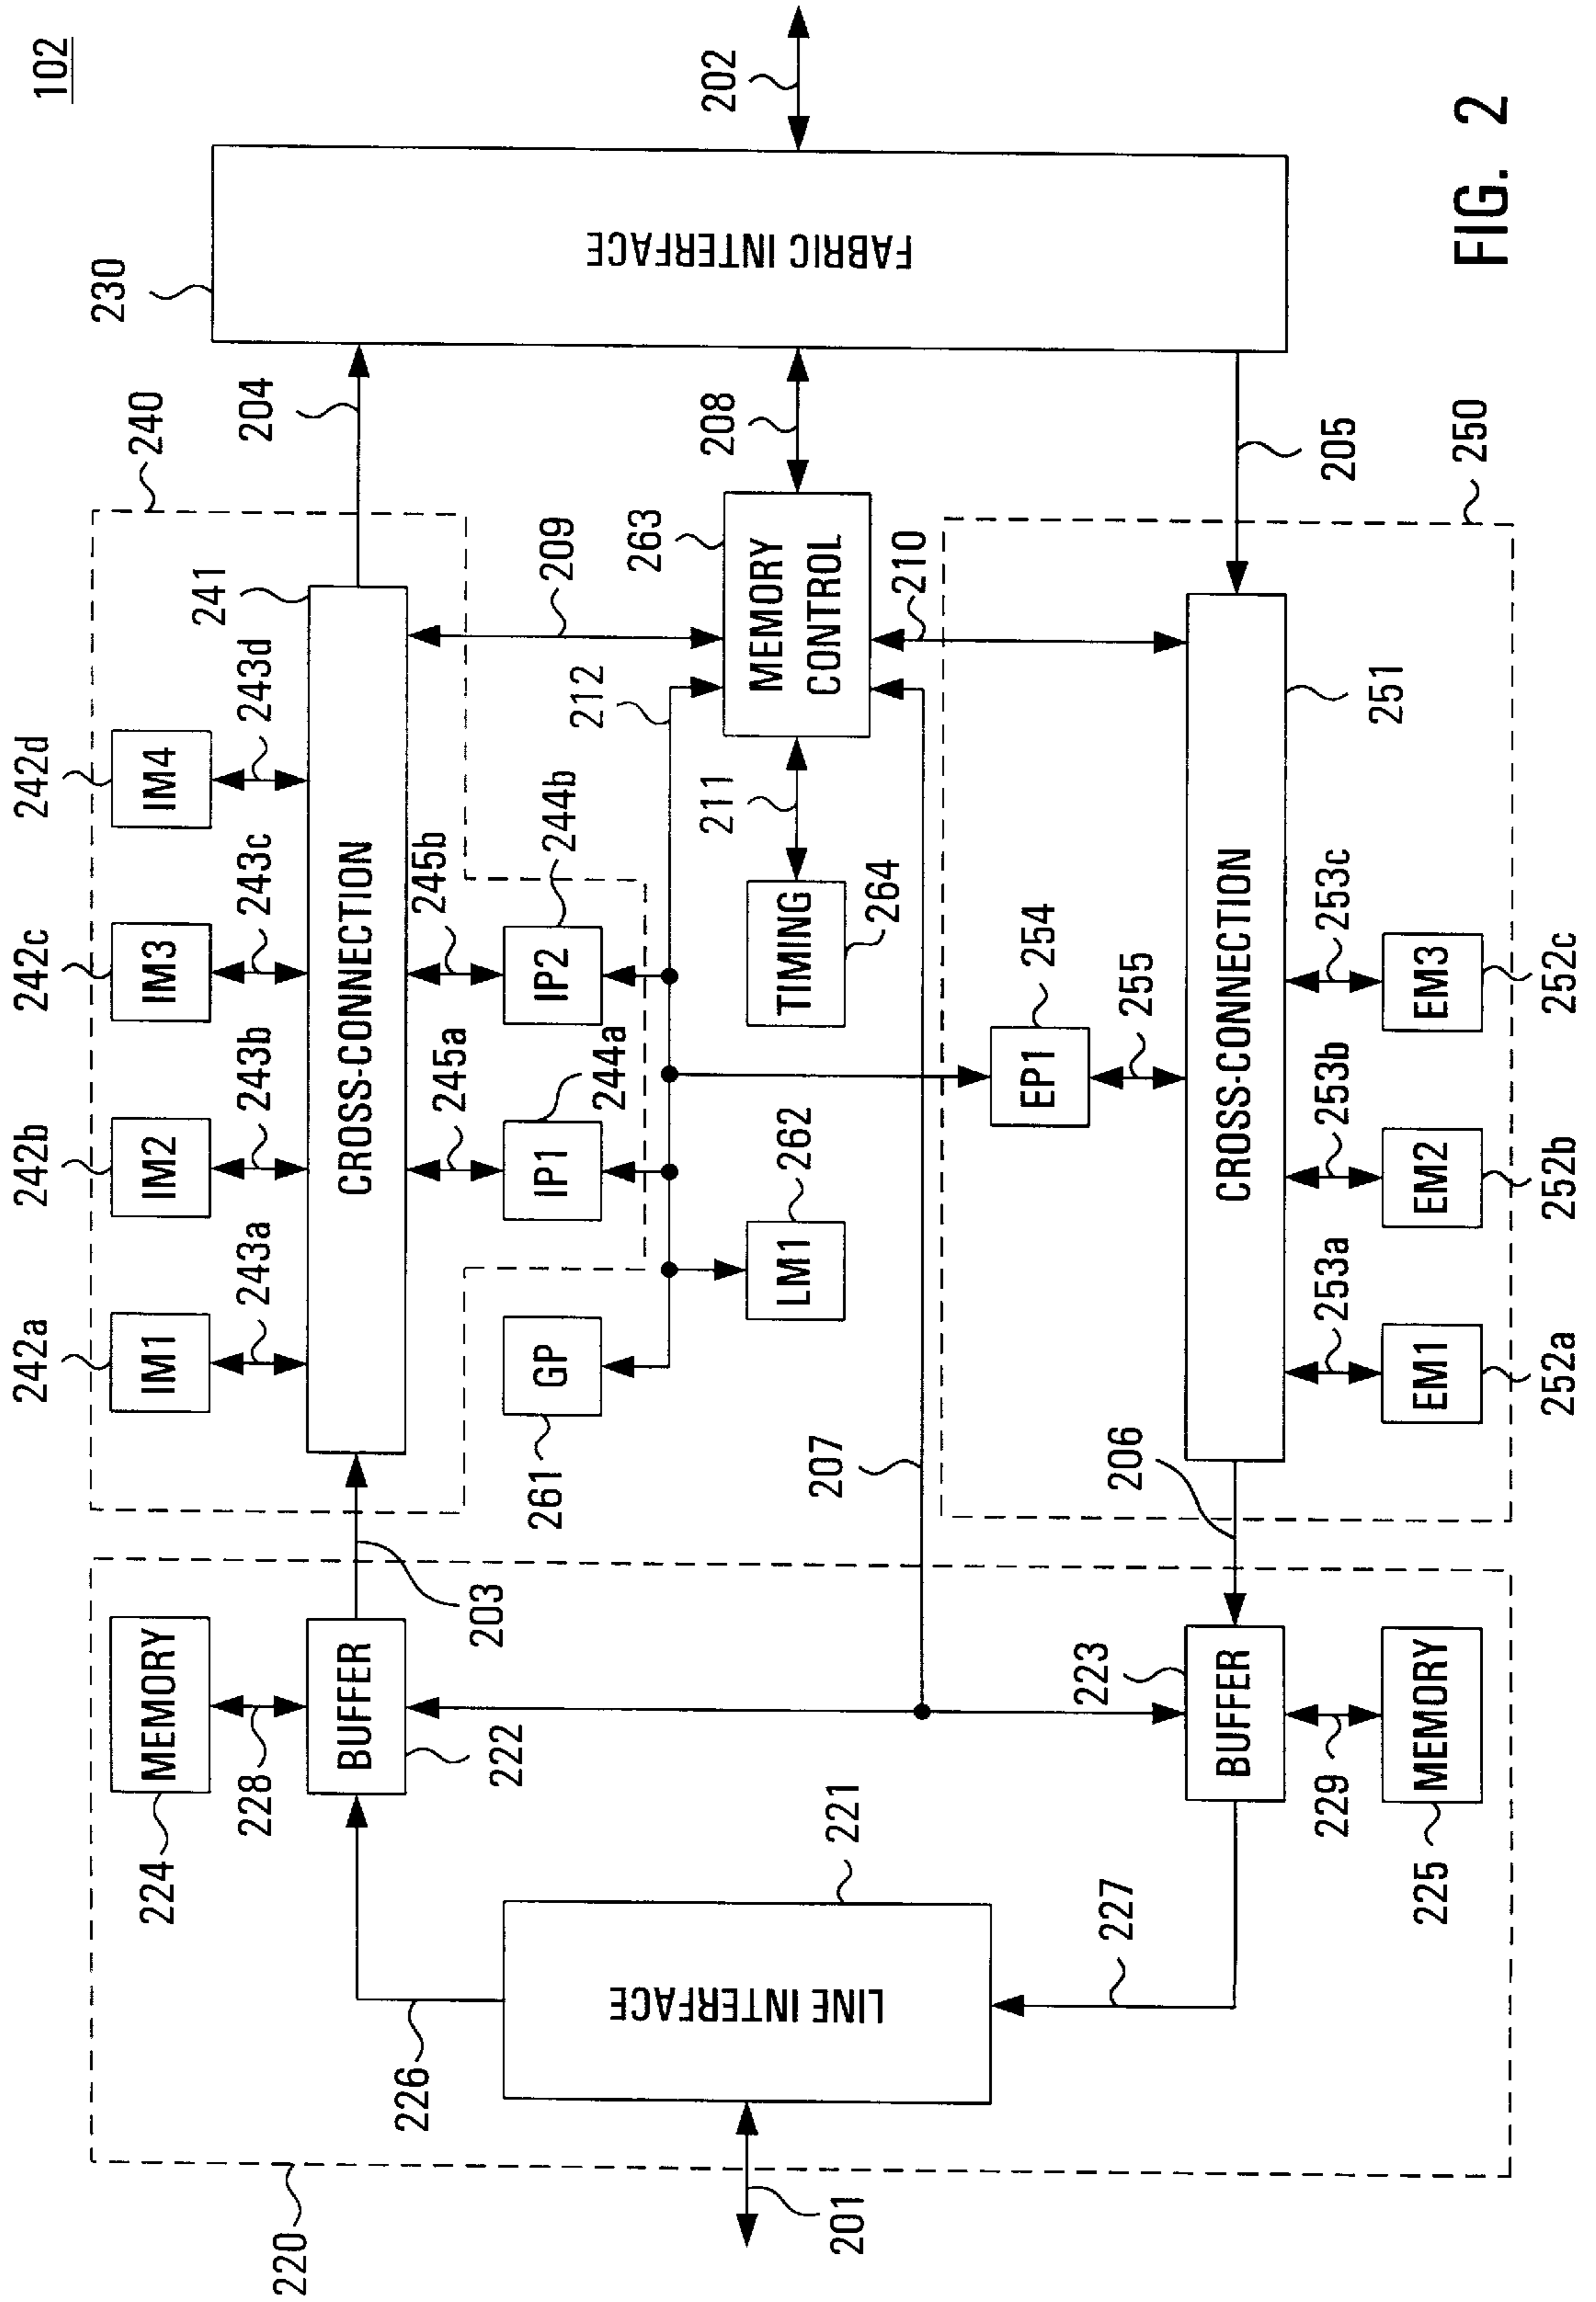 102
202
FABRIC INTERFACE
230
204
208
205
240
250
241
209
263
MEMORY
CONTROL
210
212
251
242d
IM4
243d
242c
IM3
243c
242b
IM2
243b
242a
IM1
243a
CROSS-CONNECTION
245b
IP2
244b
245a
IP1
244a
211
TIMING
264
EP1
254
255
LM1
262
GP
261
CROSS-CONNECTION
253c
EM3
252c
253b
EM2
252b
253a
EM1
252a
207
206
203
MEMORY
224
228
BUFFER
222
223
BUFFER
229
MEMORY
225
221
LINE INTERFACE
226
227
201
220
FIG. 2